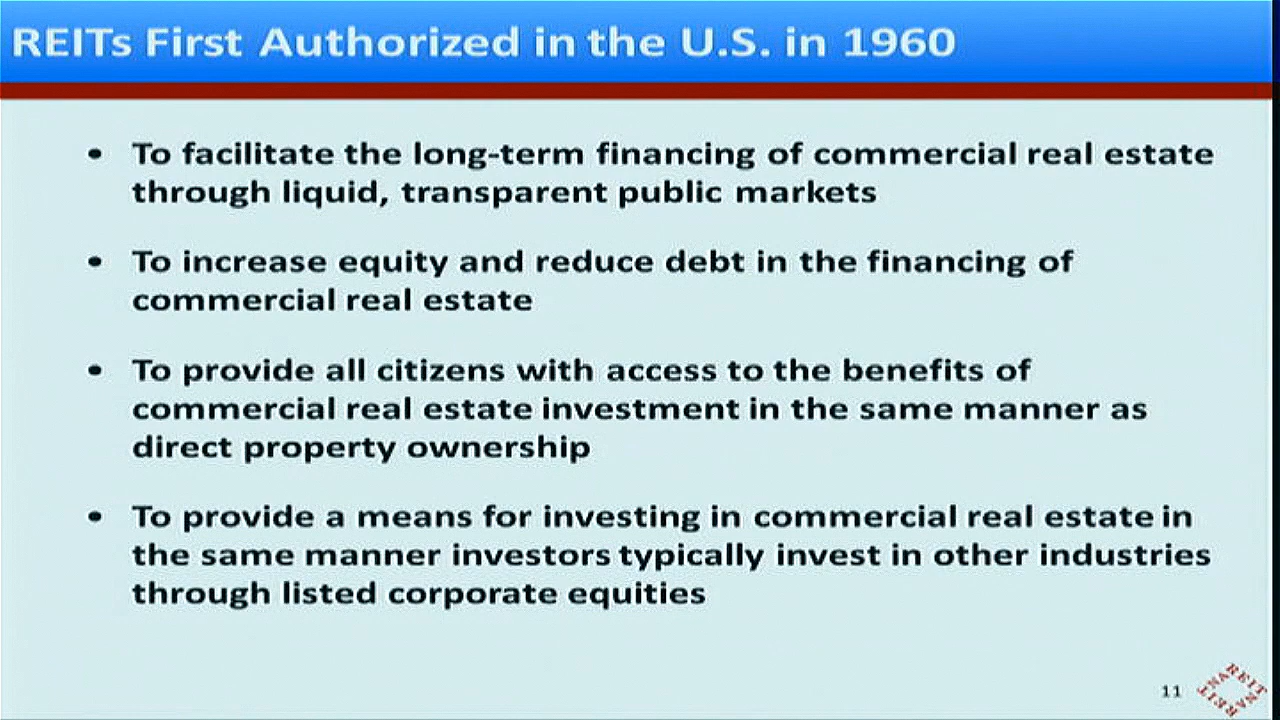 REITs First Authorized in the U.S. in 1960
• To facilitate the long-term financing of commercial real estate
through liquid, transparent public markets
• To increase equity and reduce debt in the financing of
commercial real estate
• To provide all citizens with access to the benefits of
commercial real estate investment in the same manner as
direct property ownership
• To provide a means for investing in commercial real estate in
the same manner investors typically invest in other industries
through listed corporate equities
11
NAREIT
NAREIT